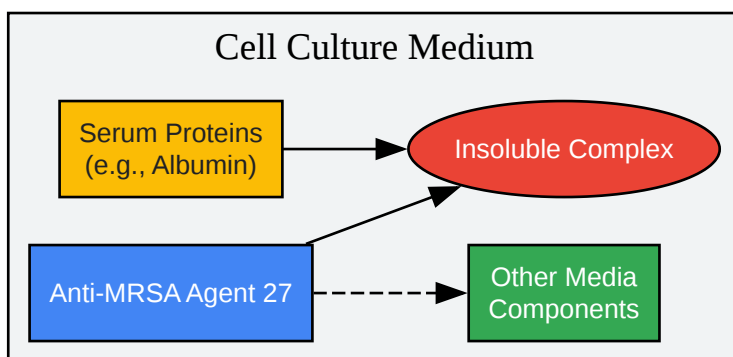 Cell Culture Medium
Serum Proteins
(e.g., Albumin)
Insoluble Complex
Anti-MRSA Agent 27
Other Media
Components